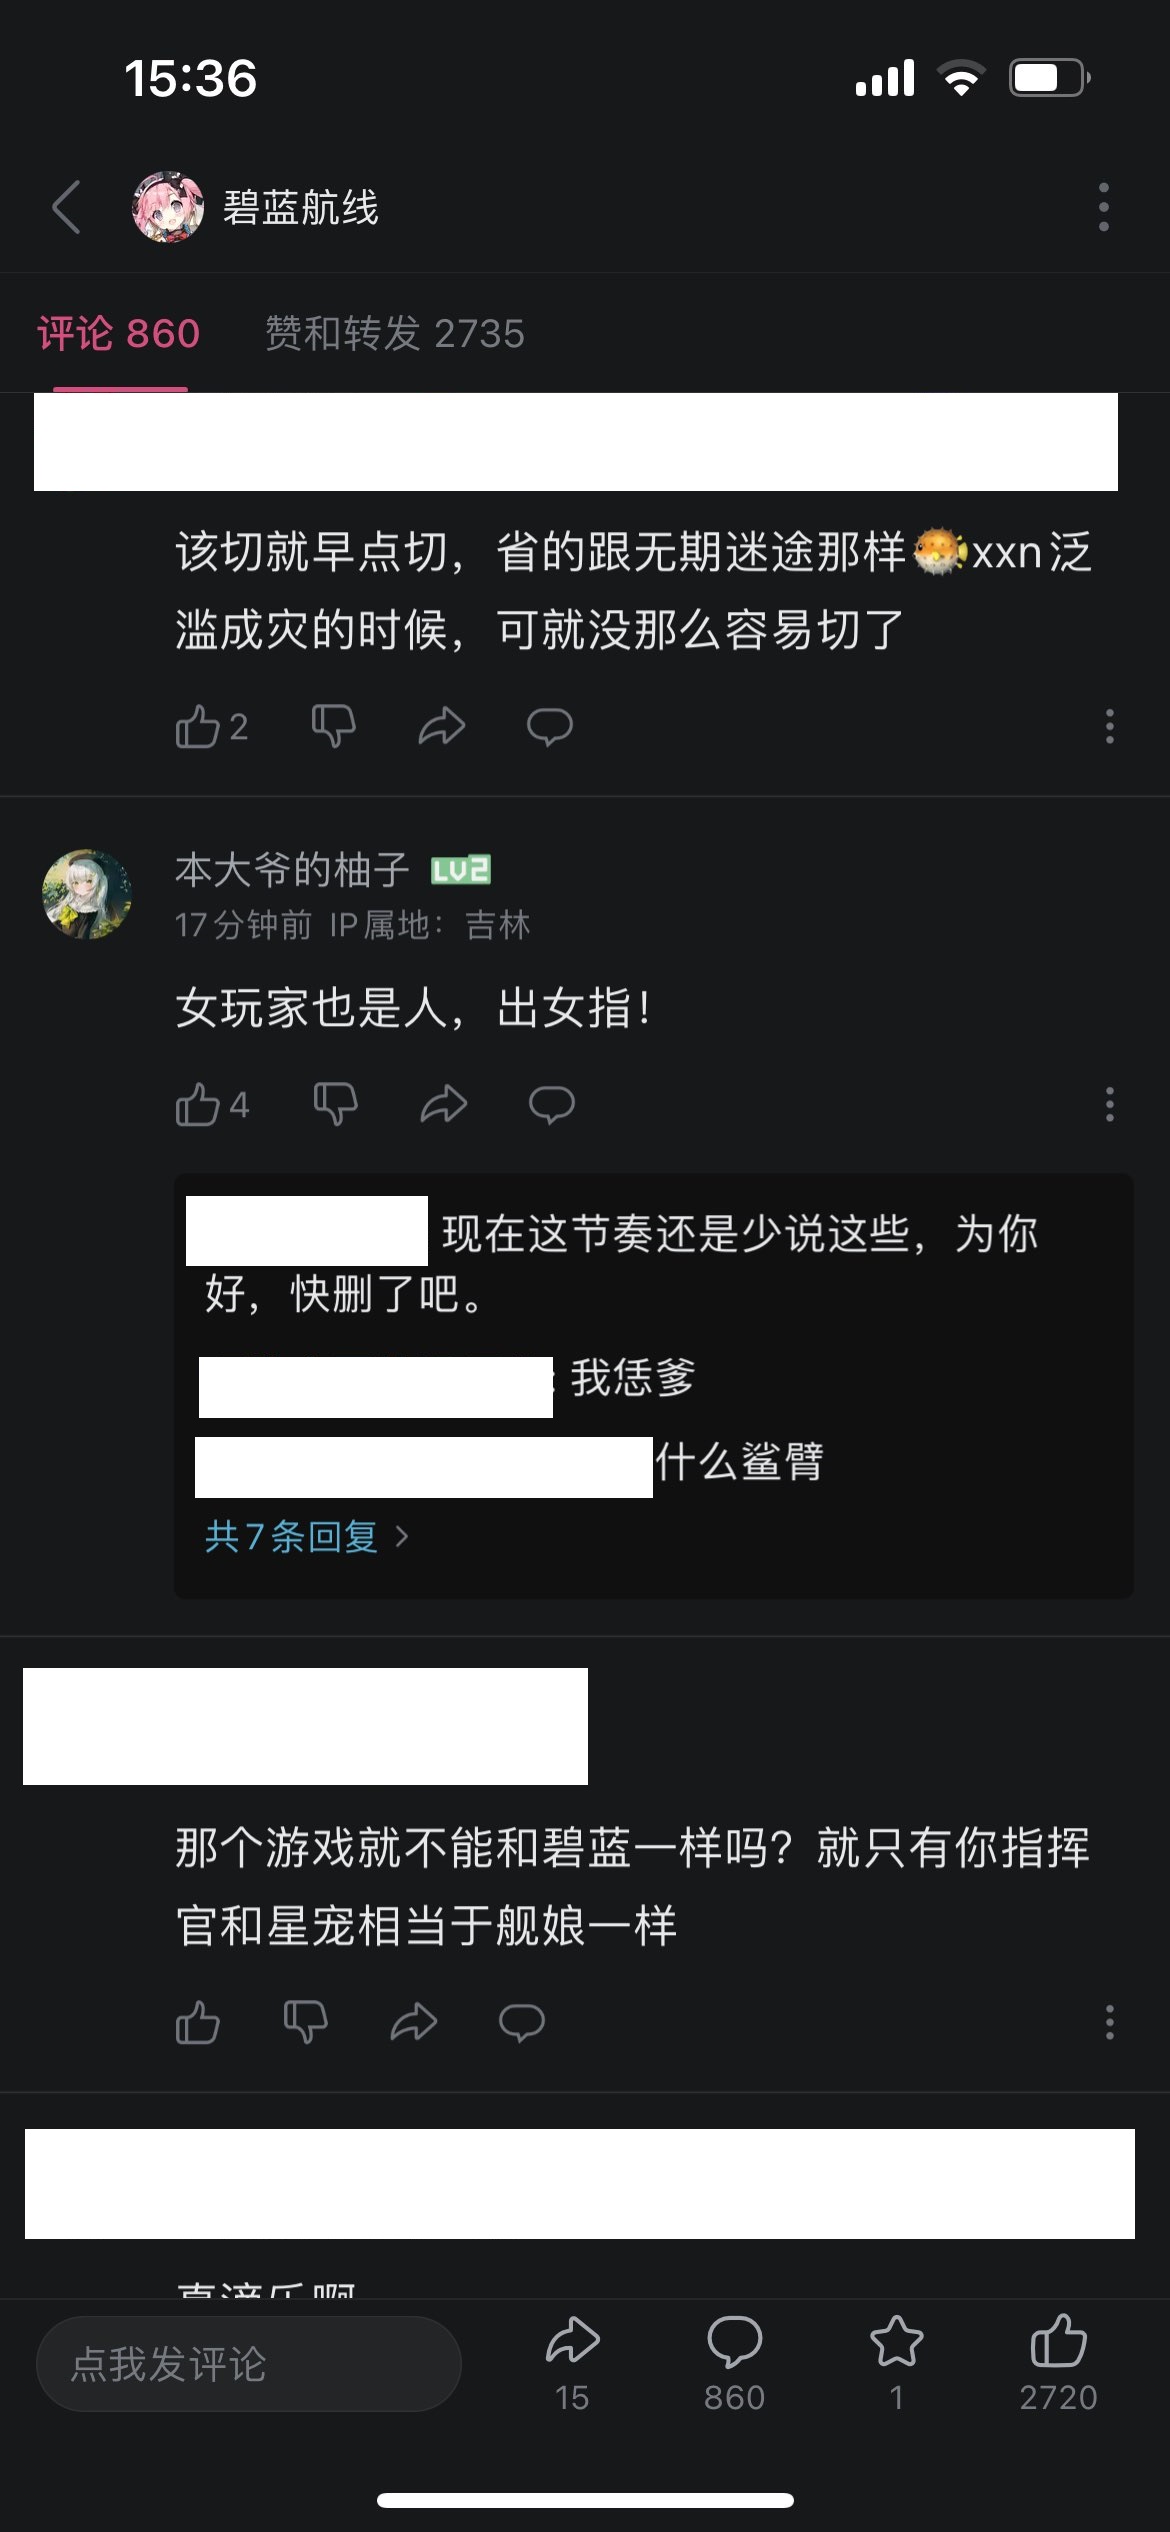 15:36
碧蓝航线
评论 860 赞和转发 2735
该切就早点切，省的跟无期迷途那样🐡xxn泛
滥成灾的时候，可就没那么容易切了
2
本大爷的柚子 LV2
17分钟前 IP属地：吉林
女玩家也是人，出女指！
4
现在这节奏还是少说这些，为你
好，快删了吧。
: 我恁爹
什么鲨臂
共7条回复 >
那个游戏就不能和碧蓝一样吗？就只有你指挥
官和星宠相当于舰娘一样
点我发评论
15 860 1 2720